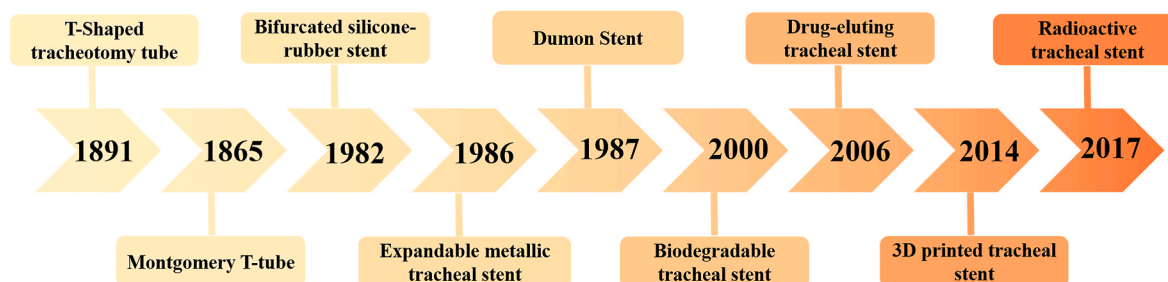 T-Shaped
tracheotomy tube
Bifurcated silicone-
rubber stent
Dumon Stent
Drug-eluting
tracheal stent
Radioactive
tracheal stent
1891
1865
1982
1986
1987
2000
2006
2014
2017
Montgomery T-tube
Expandable metallic
tracheal stent
Biodegradable
tracheal stent
3D printed tracheal
stent